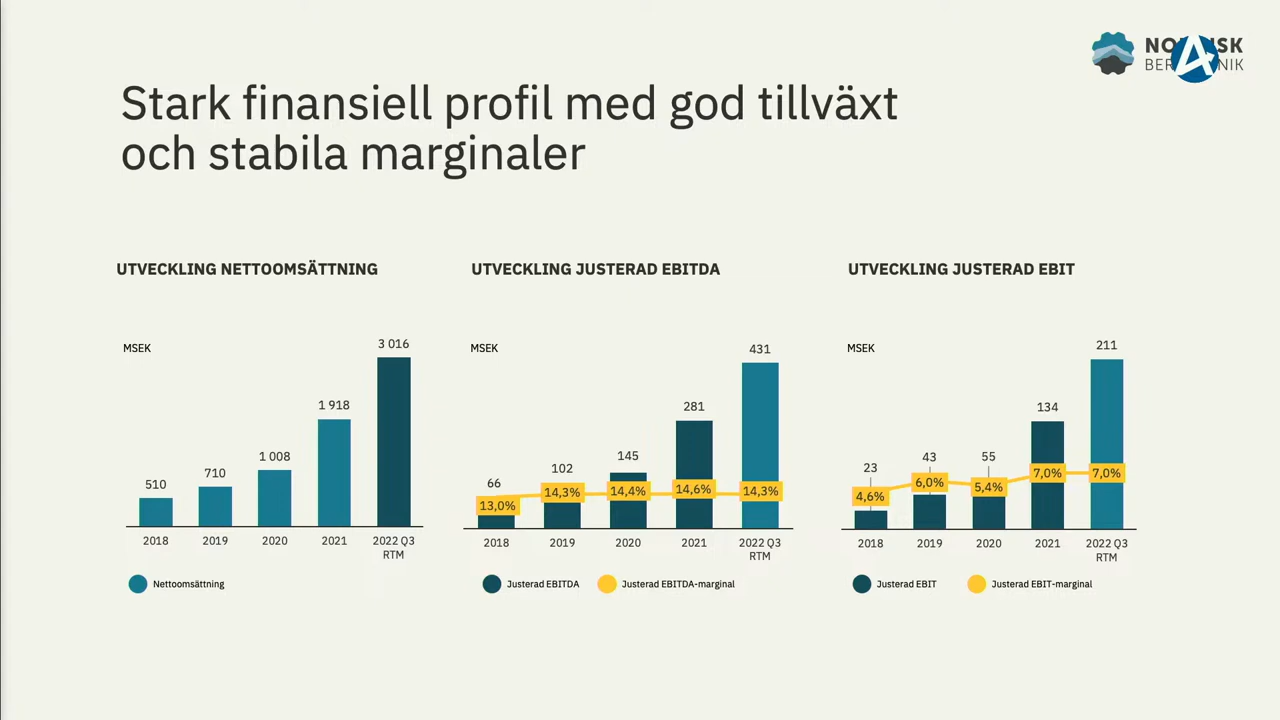 Stark finansiell profil med god tillväxt
och stabila marginaler
UTVECKLING NETTOOMSÄTTNING
MSEK
510
710
1 008
1 918
3 016
2018
2019
2020
2021
2022 Q3
RTM
Nettoomsättning
UTVECKLING JUSTERAD EBITDA
MSEK
66
102
145
281
431
13,0%
14,3%
14,4%
14,6%
14,3%
2018
2019
2020
2021
2022 Q3
RTM
Justerad EBITDA
Justerad EBITDA-marginal
UTVECKLING JUSTERAD EBIT
MSEK
23
43
55
134
211
4,6%
6,0%
5,4%
7,0%
7,0%
2018
2019
2020
2021
2022 Q3
RTM
Justerad EBIT
Justerad EBIT-marginal